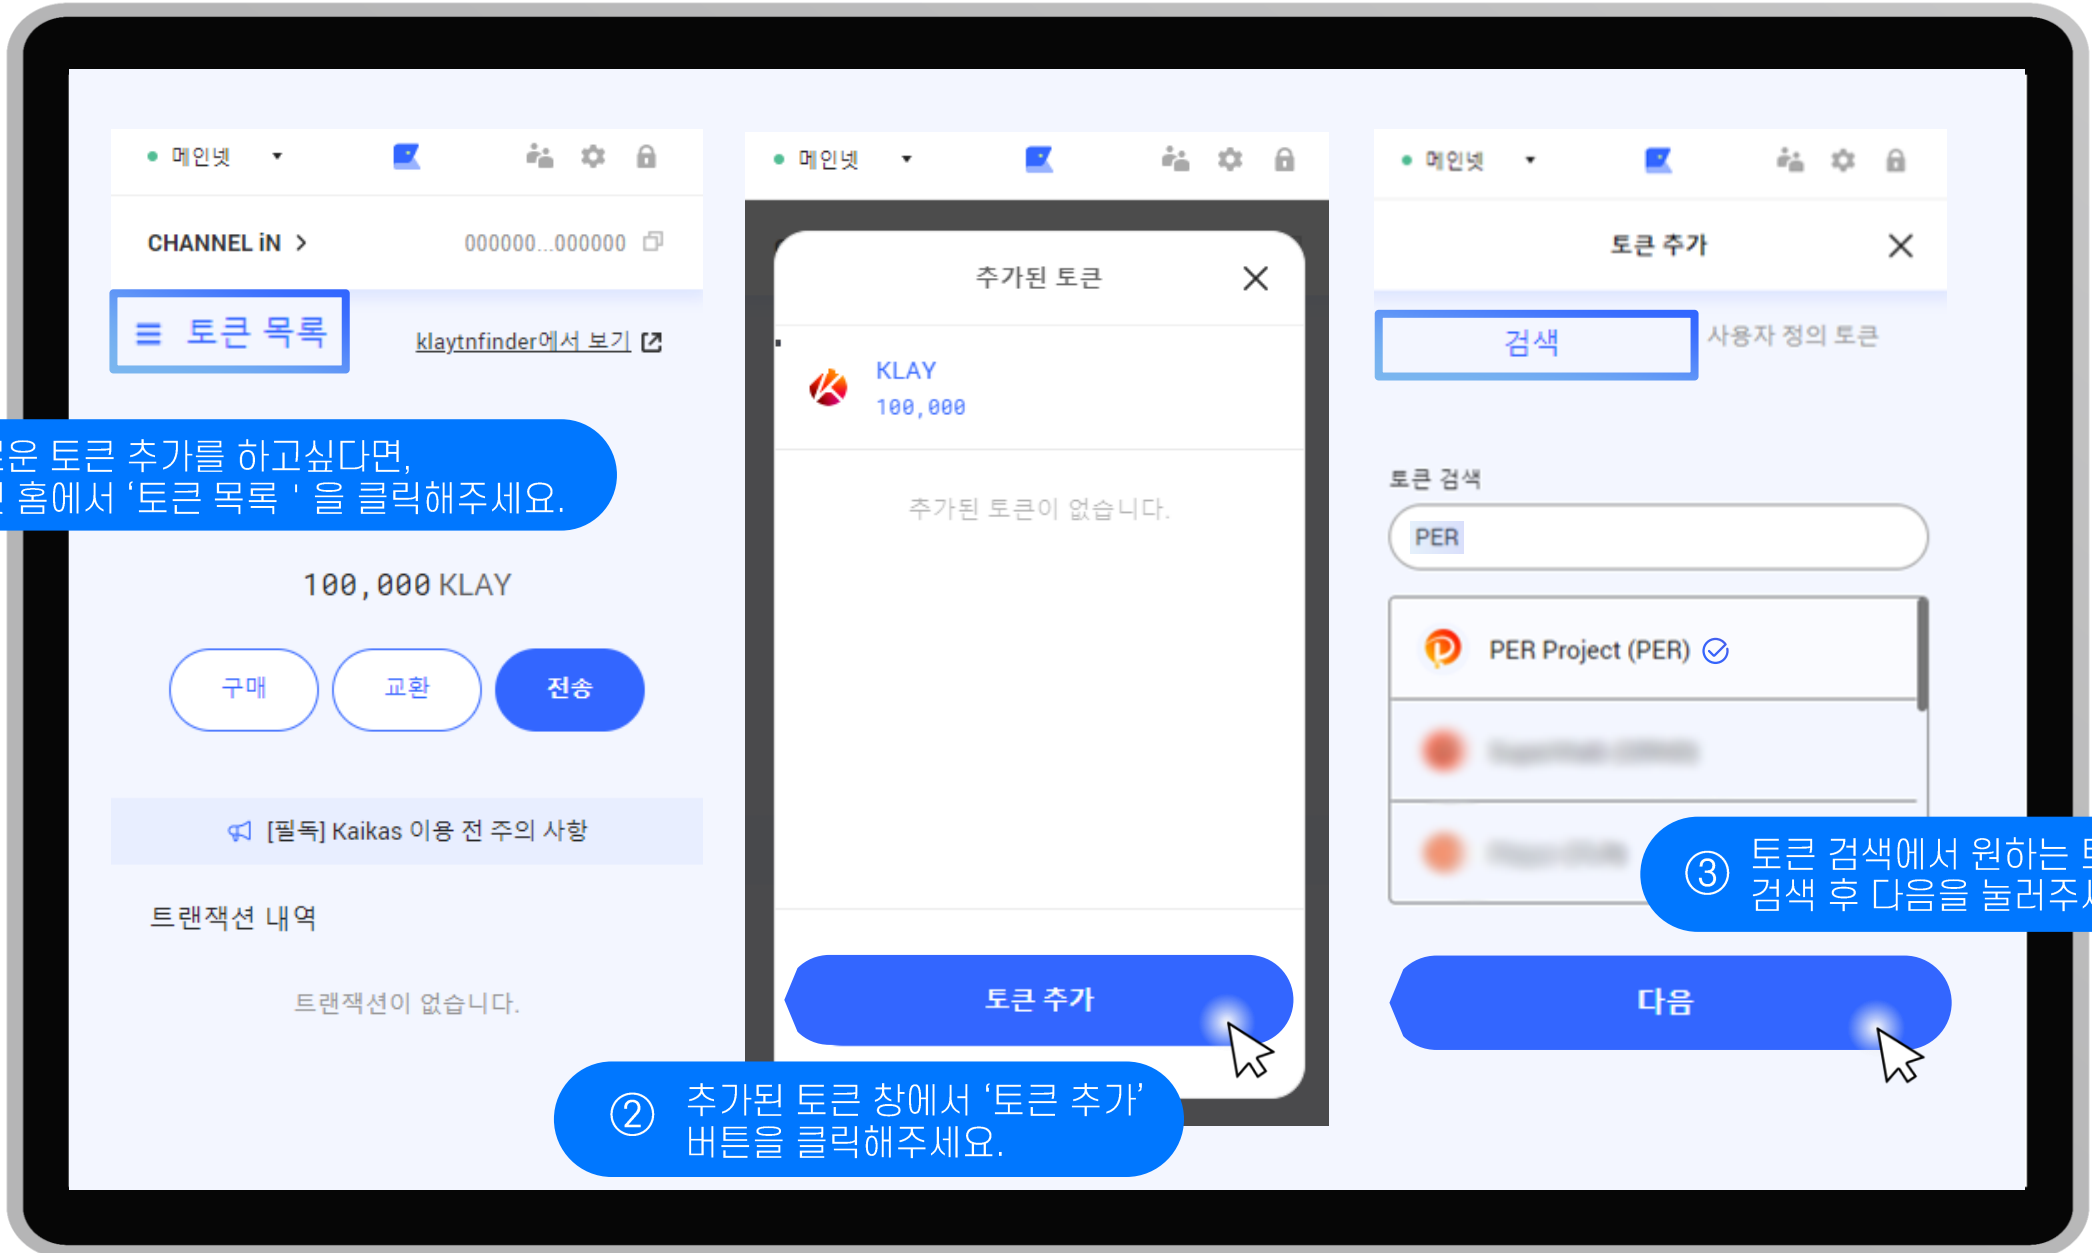 메인넷
CHANNEL iN >
000000...000000
토큰 목록
klaytnfinder에서 보기
토큰 추가를 하고싶다면,
홈에서 ‘토큰 목록 ' 을 클릭해주세요.
100,000 KLAY
구매
교환
전송
[필독] Kaikas 이용 전 주의 사항
트랜잭션 내역
트랜잭션이 없습니다.
메인넷
추가된 토큰
KLAY
100,000
추가된 토큰이 없습니다.
토큰 추가
② 추가된 토큰 창에서 ‘토큰 추가’
버튼을 클릭해주세요.
메인넷
토큰 추가
검색
사용자 정의 토큰
토큰 검색
PER
PER Project (PER)
③ 토큰 검색에서 원하는
검색 후 다음을
다음